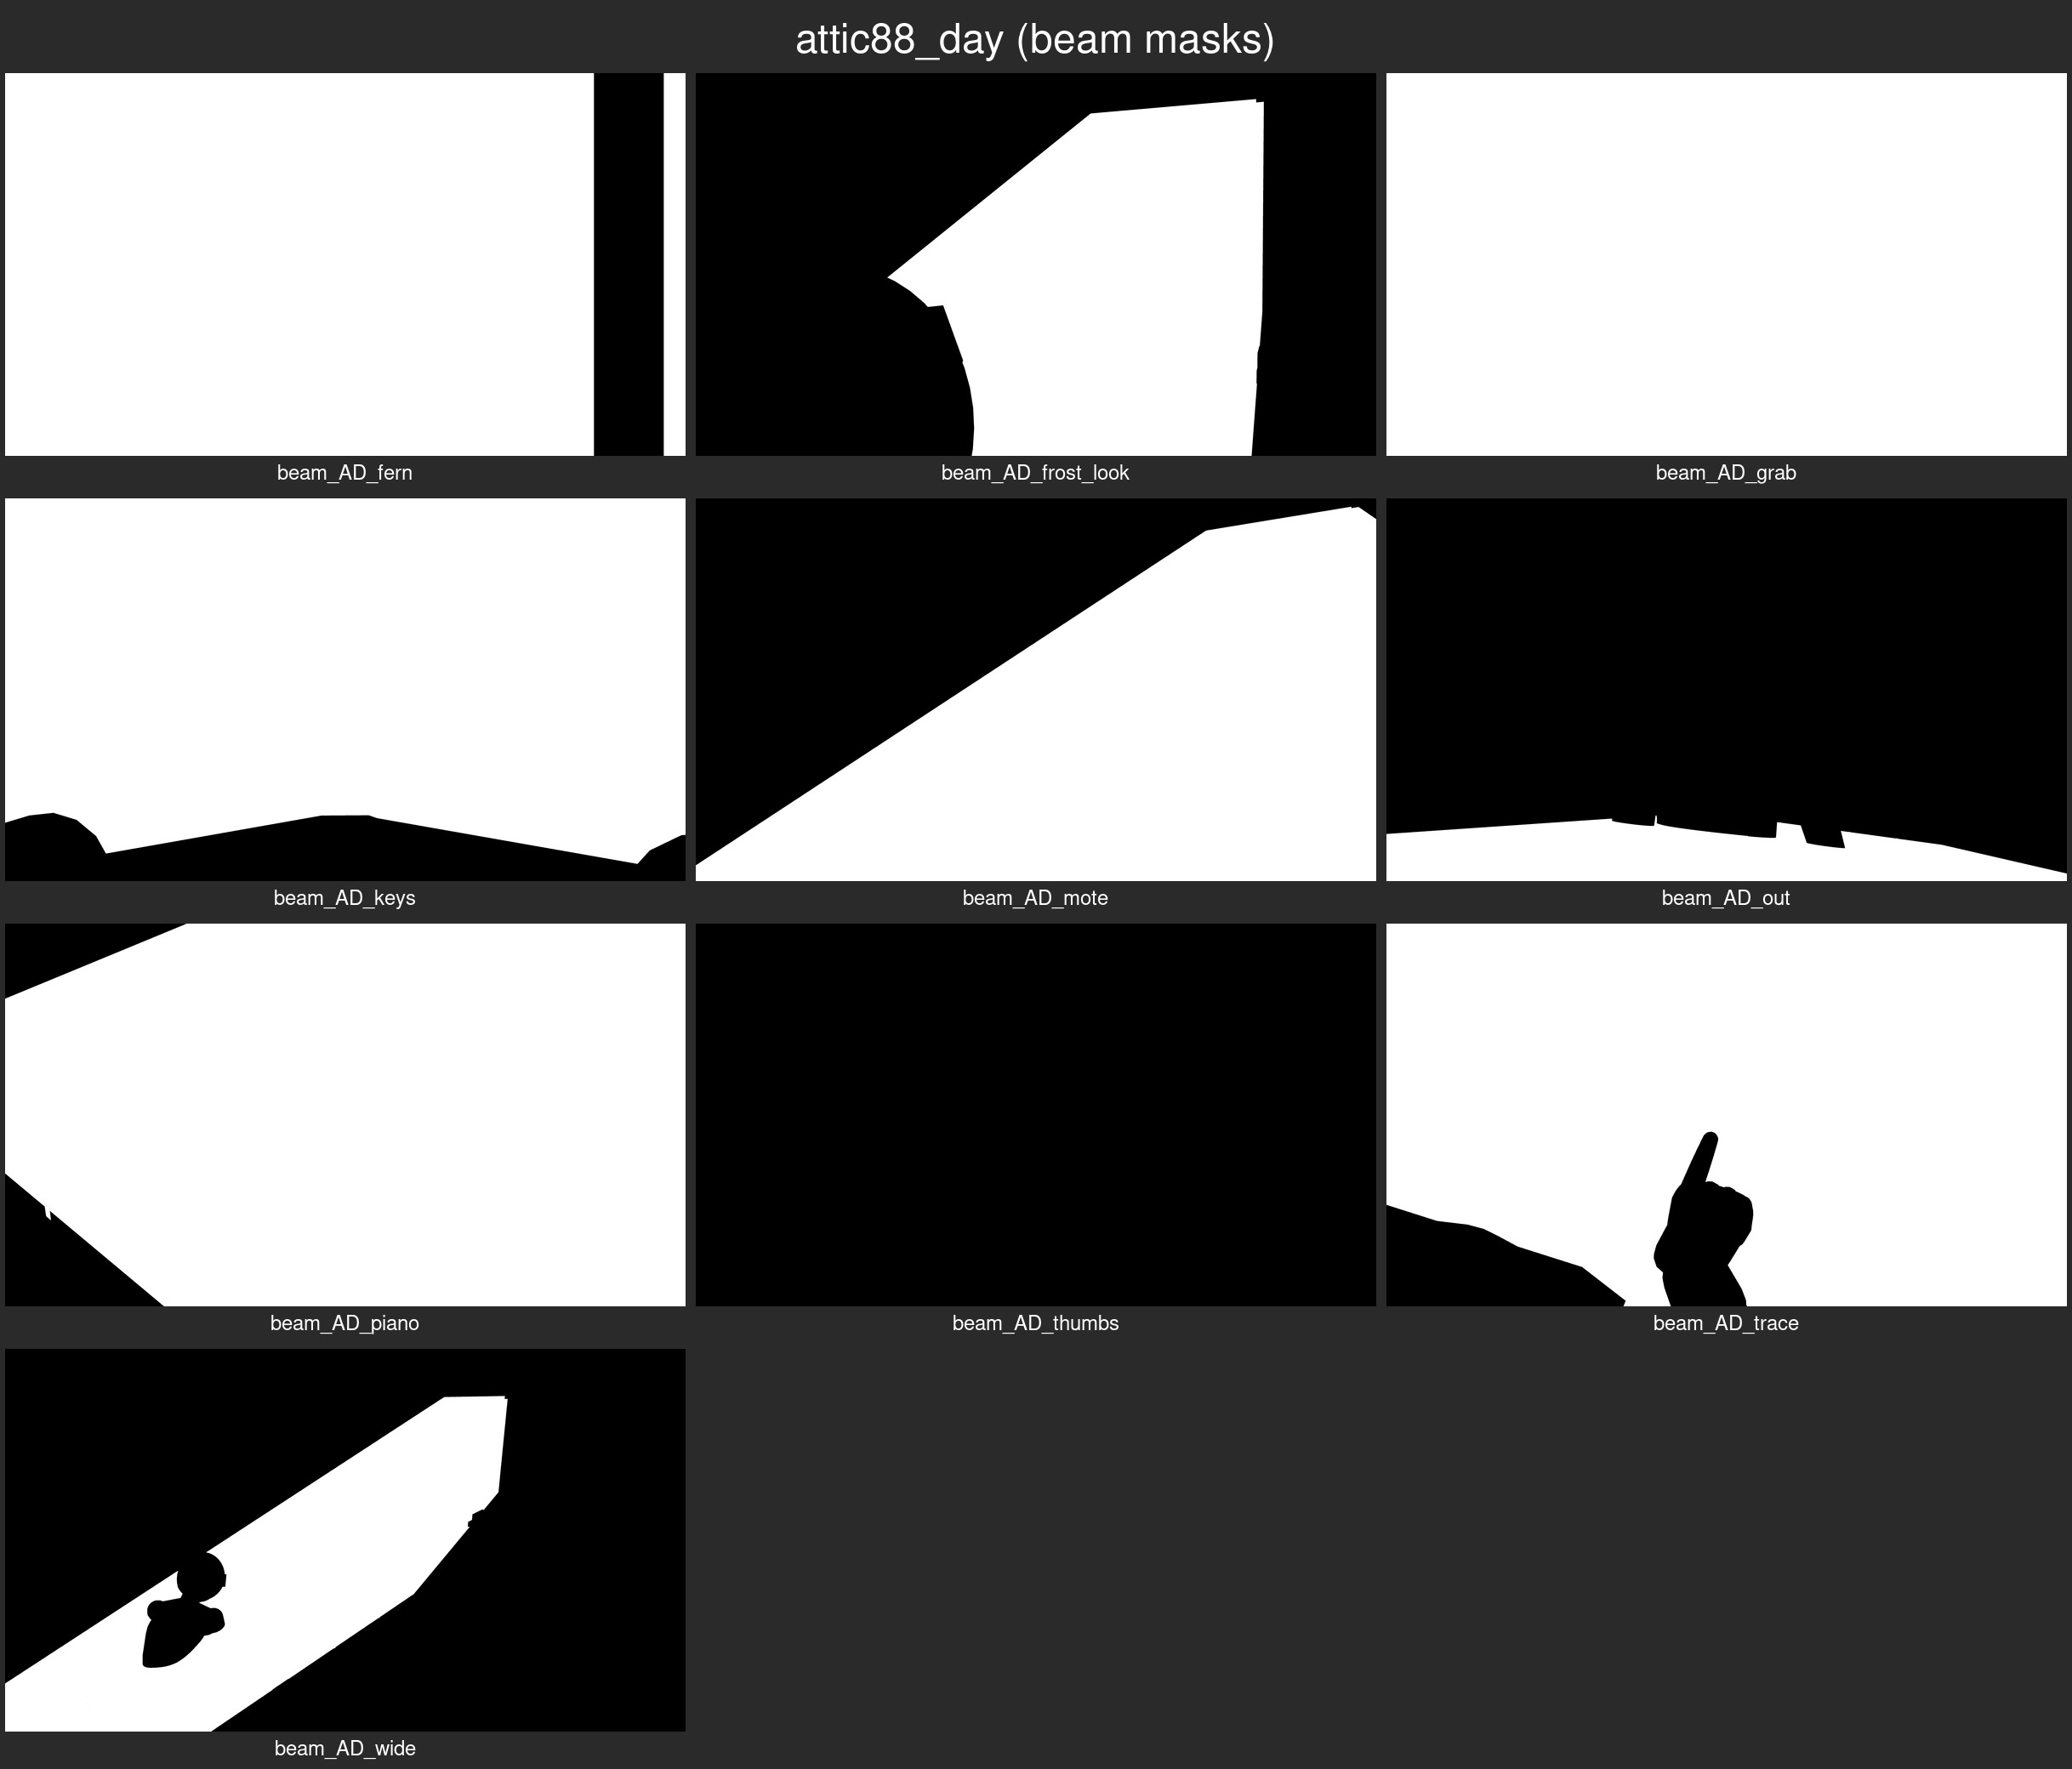 attic88_day (beam masks)
beam_AD_fern
beam_AD_frost_look
beam_AD_grab
beam_AD_keys
beam_AD_mote
beam_AD_out
beam_AD_piano
beam_AD_thumbs
beam_AD_trace
beam_AD_wide